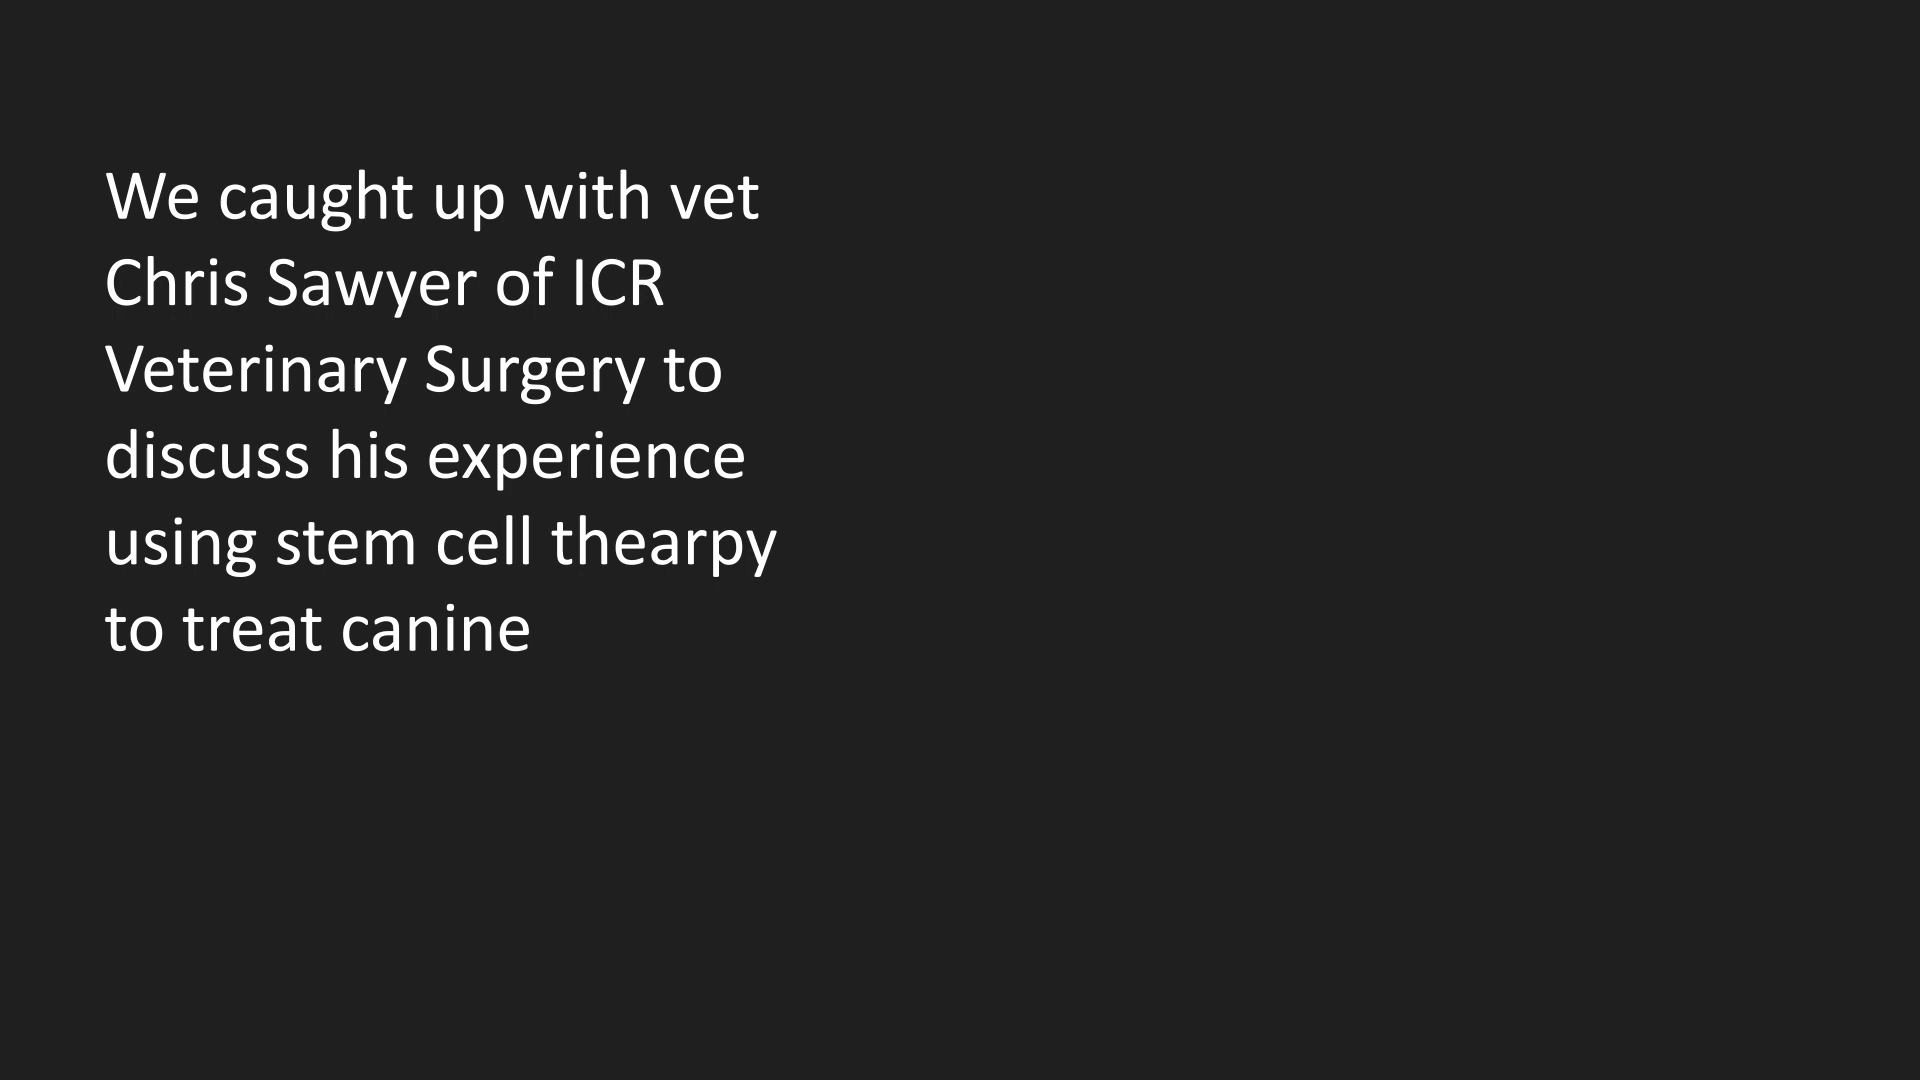 We caught up with vet
Chris Sawyer of ICR
Veterinary Surgery to
discuss his experience
using stem cell thearpy
to treat canine